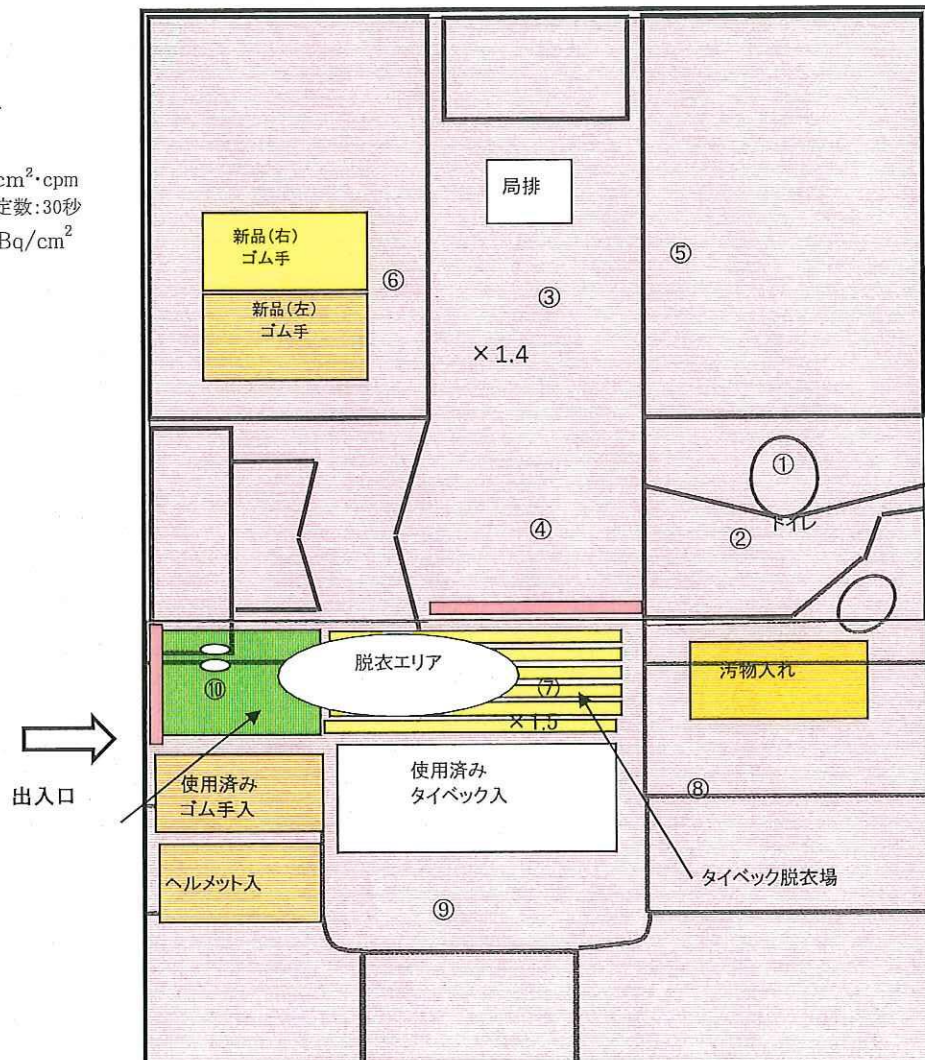 cm²・cpm
定数:30秒
Bq/cm²
局排
新品(右)
ゴム手
新品(左)
ゴム手
⑥
③
⑤
×1.4
①
トイレ
②
④
脱衣エリア
⑩
(7)
×1.5
汚物入れ
出入口
使用済み
ゴム手入
使用済み
タイベック入
⑧
ヘルメット入
タイベック脱衣場
⑨